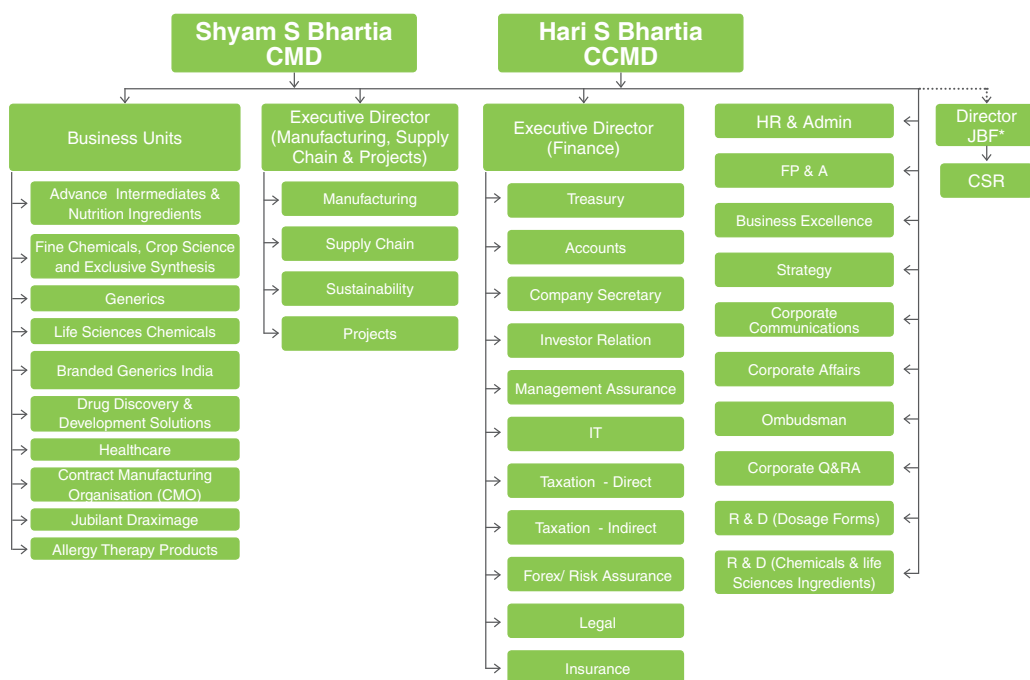 Shyam S Bhartia
CMD
Hari S Bhartia
CCMD
Business Units
Advance Intermediates &
Nutrition Ingredients
Fine Chemicals, Crop Science
and Exclusive Synthesis
Generics
Life Sciences Chemicals
Branded Generics India
Drug Discovery &
Development Solutions
Healthcare
Contract Manufacturing
Organisation (CMO)
Jubilant Draximage
Allergy Therapy Products
Executive Director
(Manufacturing, Supply
Chain & Projects)
Manufacturing
Supply Chain
Sustainability
Projects
Executive Director
(Finance)
Treasury
Accounts
Company Secretary
Investor Relation
Management Assurance
IT
Taxation - Direct
Taxation - Indirect
Forex/ Risk Assurance
Legal
Insurance
HR & Admin
FP & A
Business Excellence
Strategy
Corporate
Communications
Corporate Affairs
Ombudsman
Corporate Q&RA
R & D (Dosage Forms)
R & D (Chemicals & life
Sciences Ingredients)
Director
JBF*
CSR